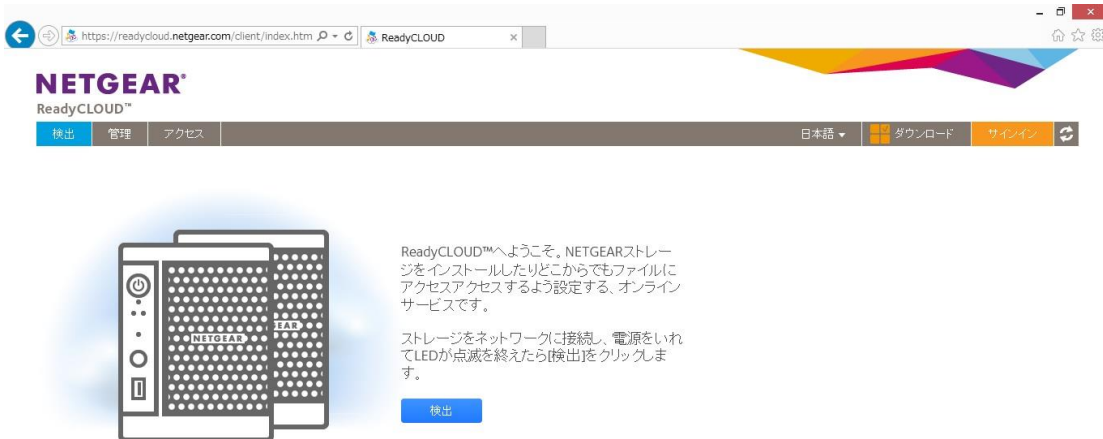 https://readycloud.netgear.com/client/index.htm
ReadyCLOUD
NETGEAR®
ReadyCLOUD™
検出 管理 アクセス 日本語 ダウンロード サインイン
ReadyCLOUD™へようこそ。NETGEARストレー
ジをインストールしたりどこからでもファイルに
アクセスアクセスするよう設定する、オンライン
サービスです。
ストレージをネットワークに接続し、電源をいれ
てLEDが点滅を終えたら[検出]をクリックしま
す。
検出
NETGEAR
EAR